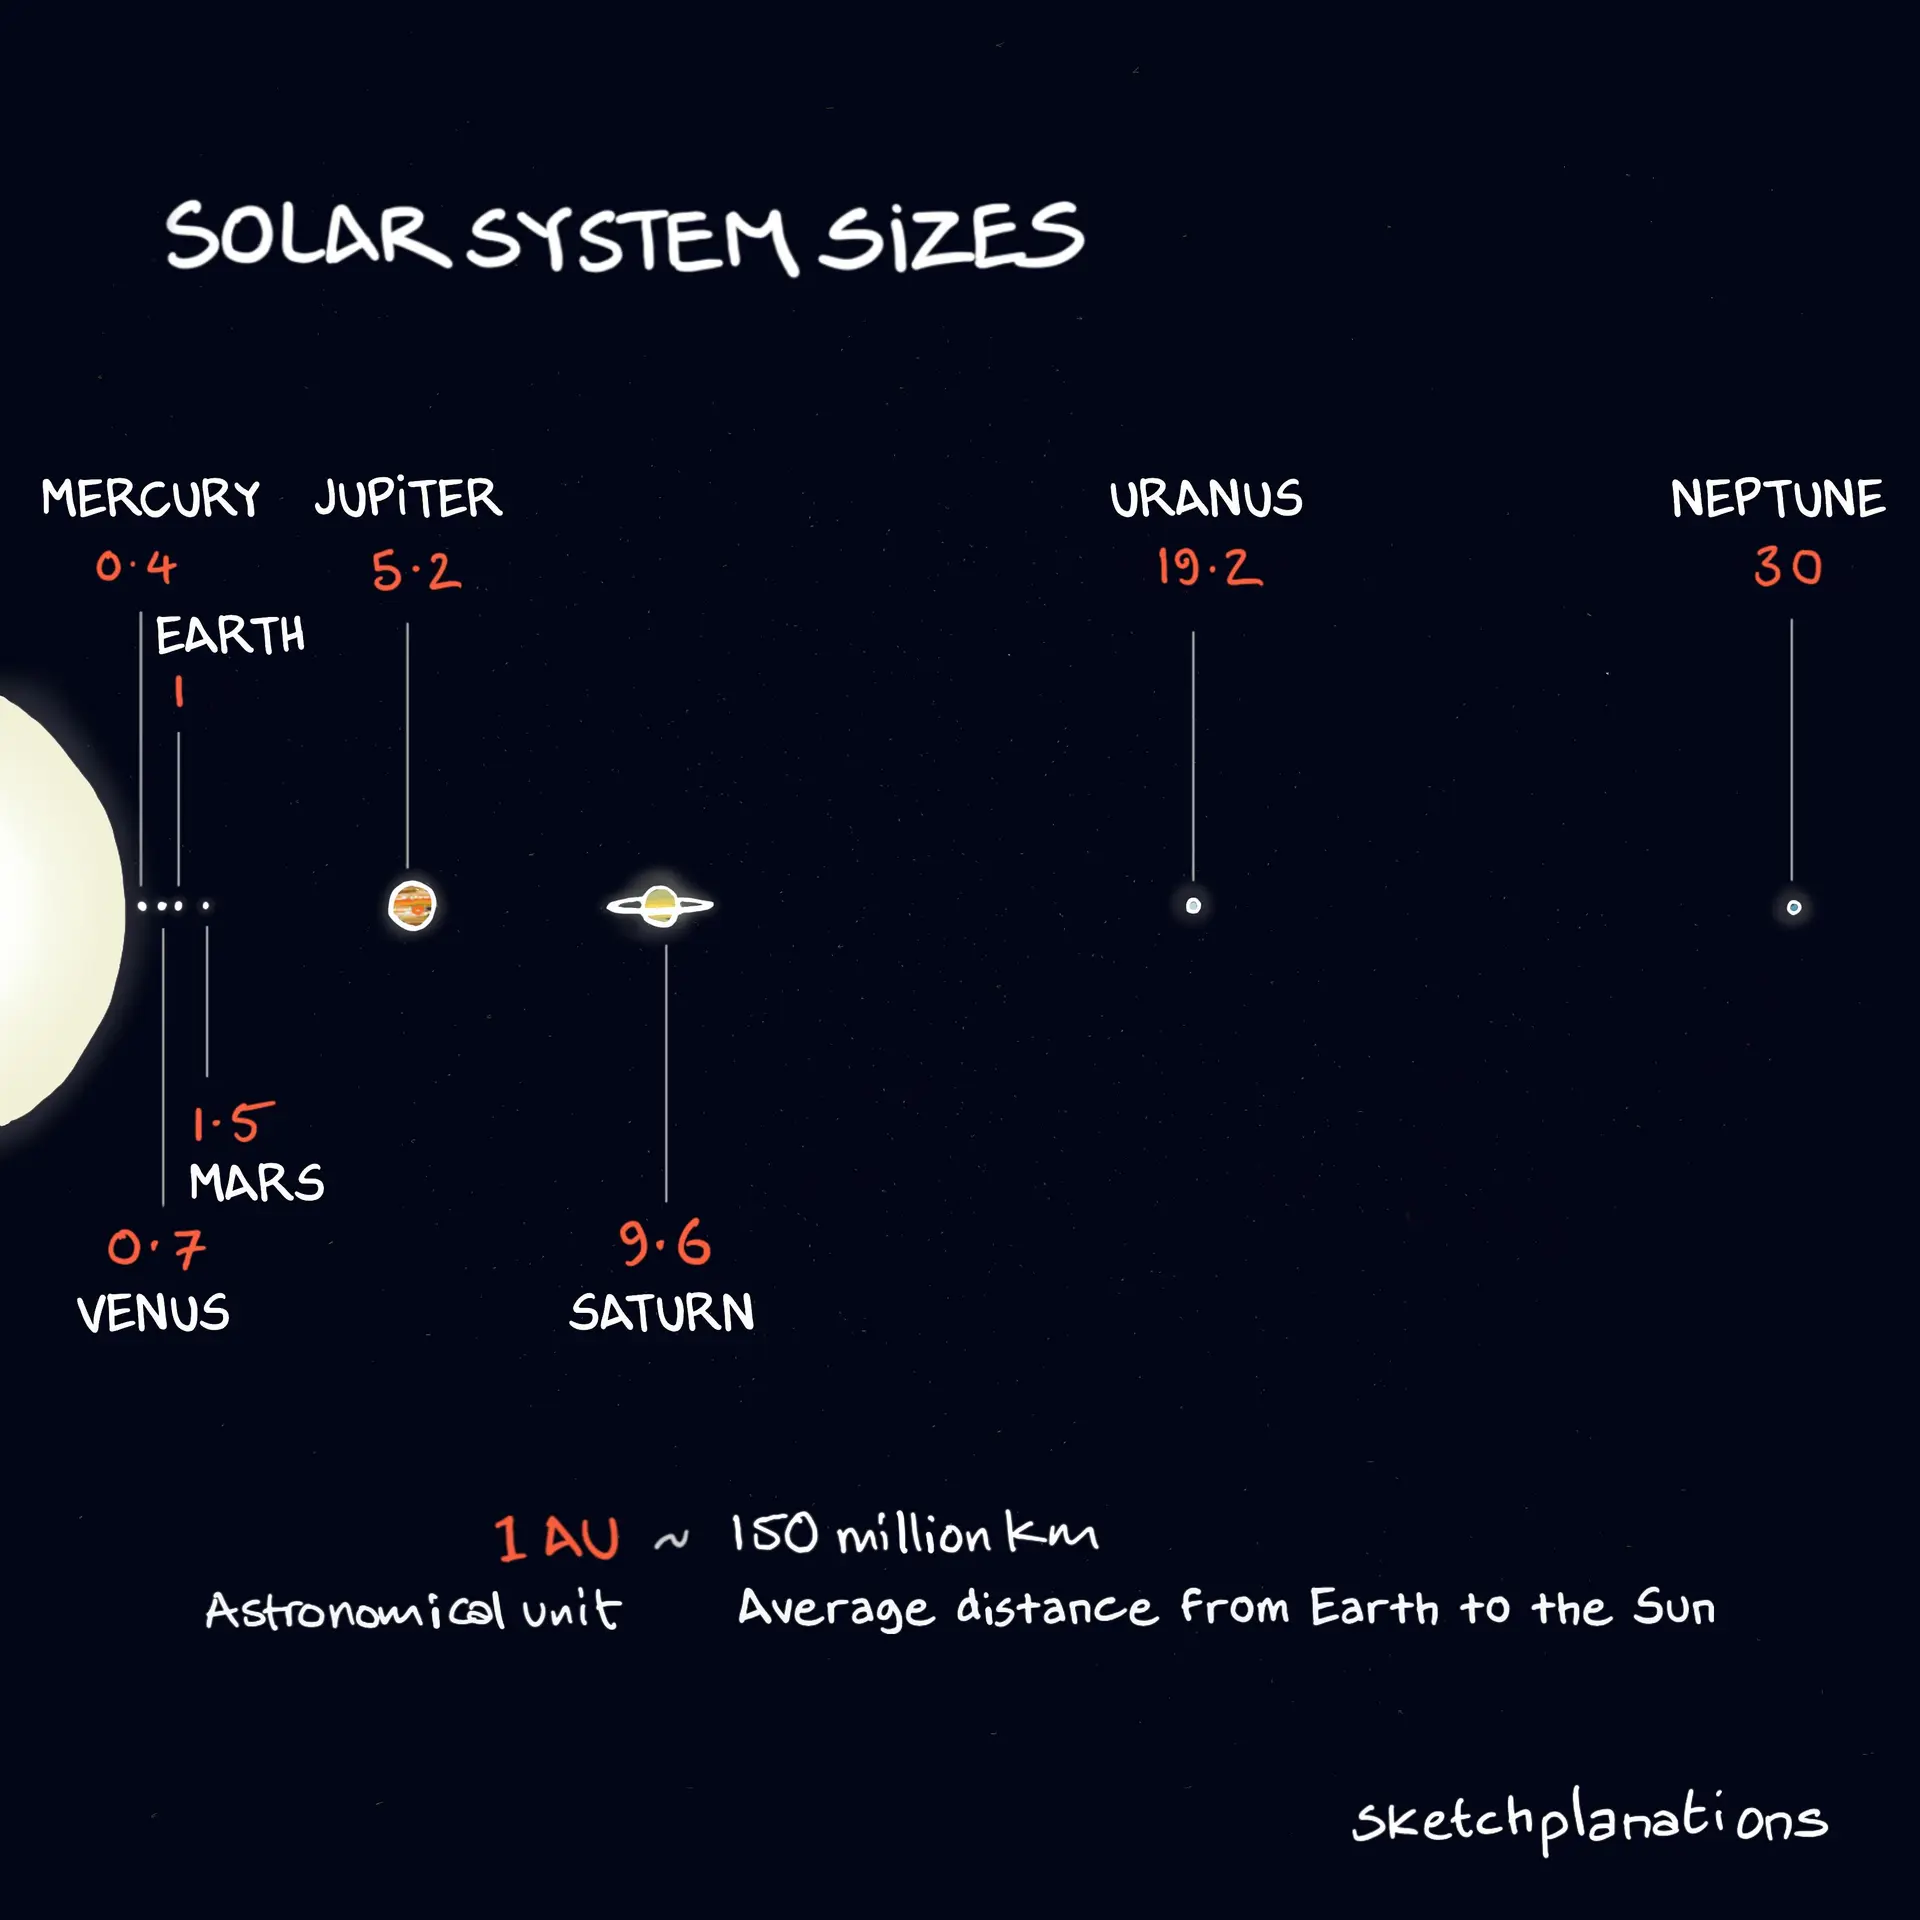 SOLAR SYSTEM SiZES
MERCURY
0.4
JUPiTER
5.2
URANUS
19.2
NEPTUNE
30
EARTH
1
1.5
MARS
0.7
VENUS
9.6
SATURN
1 AU ~ 150 million km
Astronomical unit Average distance from Earth to the Sun
sketchplanations